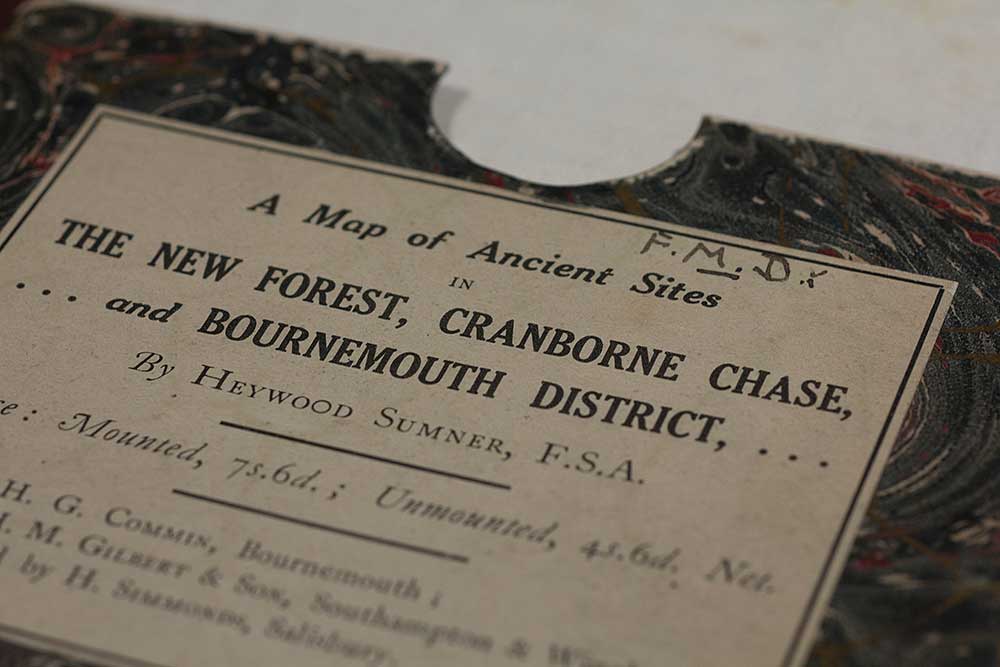 F.M.D.
A Map of Ancient Sites
IN
THE NEW FOREST, CRANBORNE CHASE,
... and BOURNEMOUTH DISTRICT, ...
By HEYWOOD SUMNER, F.S.A.
Mounted, 7s.6d.; Unmounted, 4s.6d. Net.
H. G. COMMIN, Bournemouth;
M. GILBERT & SON, Southampton &
by H. SIMMONDS, Salisbury.